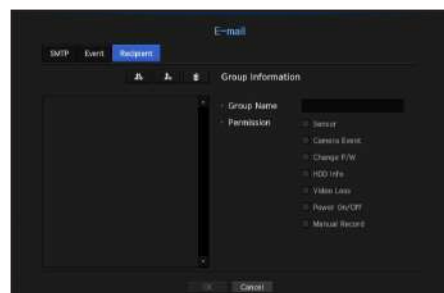 E-mail
SMTP Event Recipient
Group Information
Group Name
Permission
Sensor
Camera Event
Change P/W
HDD Info
Video Loss
Power On/Off
Manual Record
OK Cancel